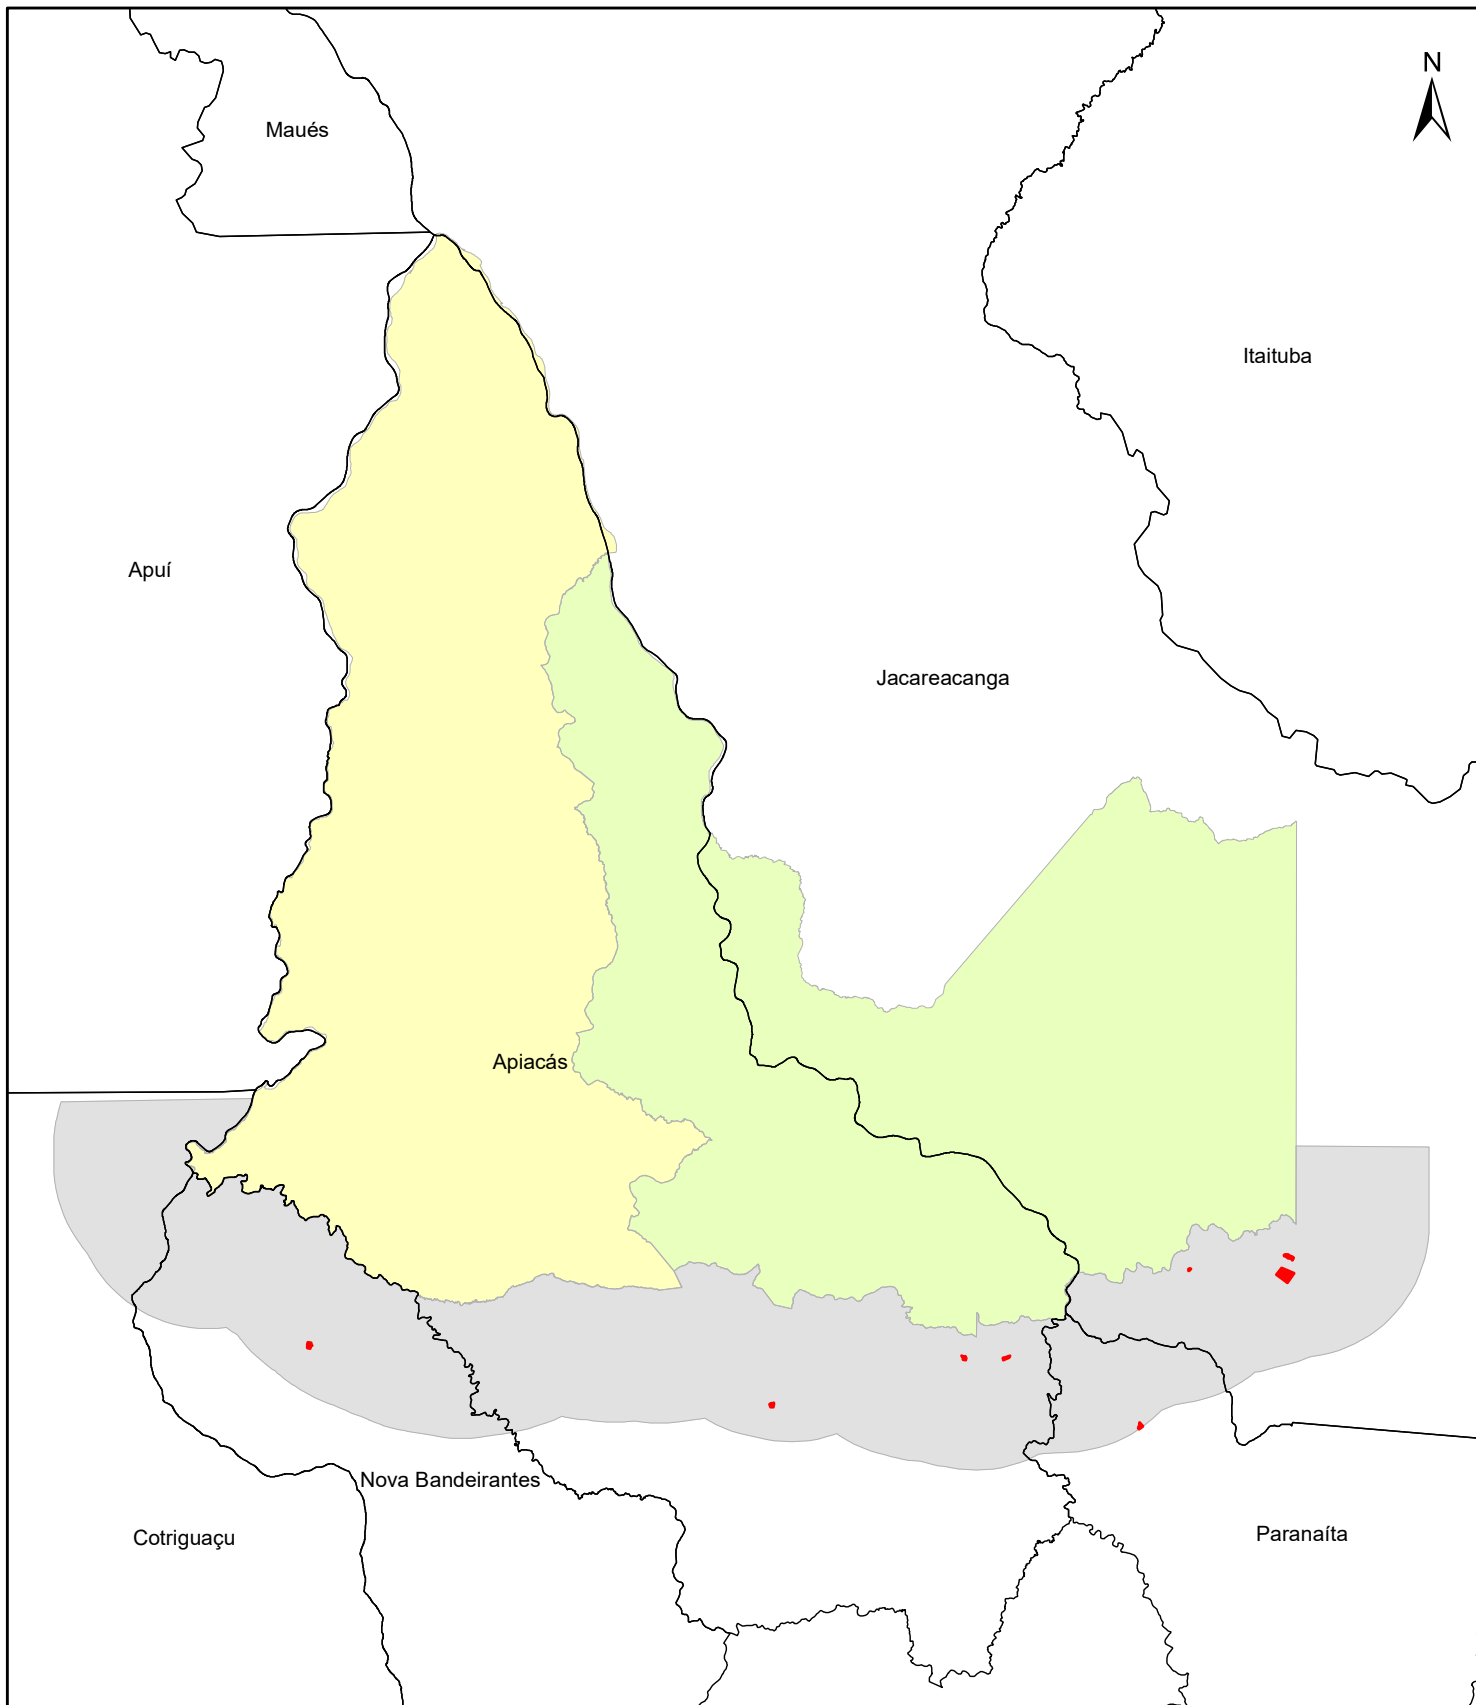 N
Maués
Itaituba
Apuí
Jacareacanga
Apiacás
Nova Bandeirantes
Cotriguaçu
Paranaíta